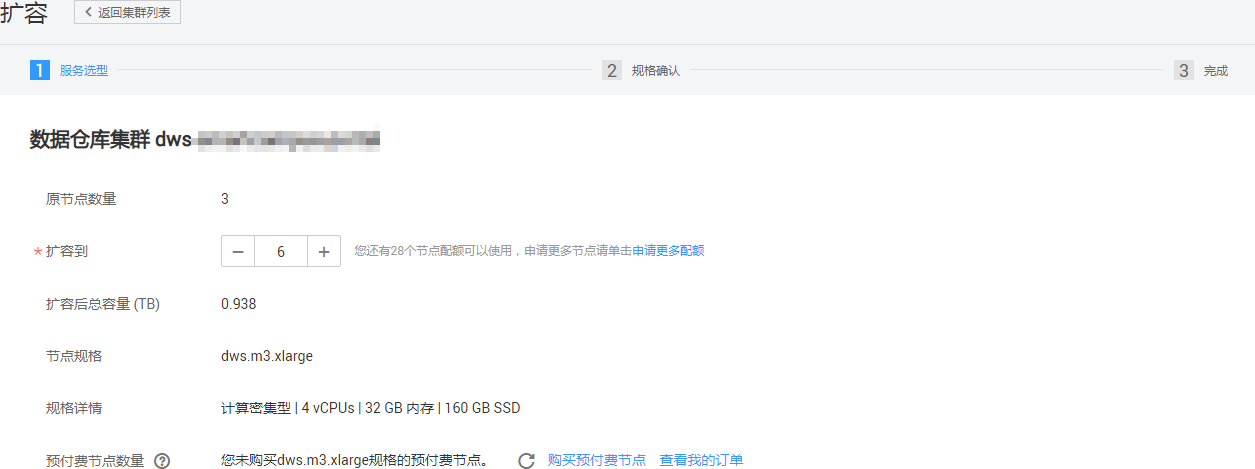 扩容 返回集群列表
1 服务选型 2 规格确认 3 完成
数据仓库集群 dws
原节点数量 3
* 扩容到 − 6 + 您还有28个节点配额可以使用，申请更多节点请单击申请更多配额
扩容后总容量 (TB) 0.938
节点规格 dws.m3.xlarge
规格详情 计算密集型 | 4 vCPUs | 32 GB 内存 | 160 GB SSD
预付费节点数量 ? 您未购买dws.m3.xlarge规格的预付费节点。 购买预付费节点 查看我的订单